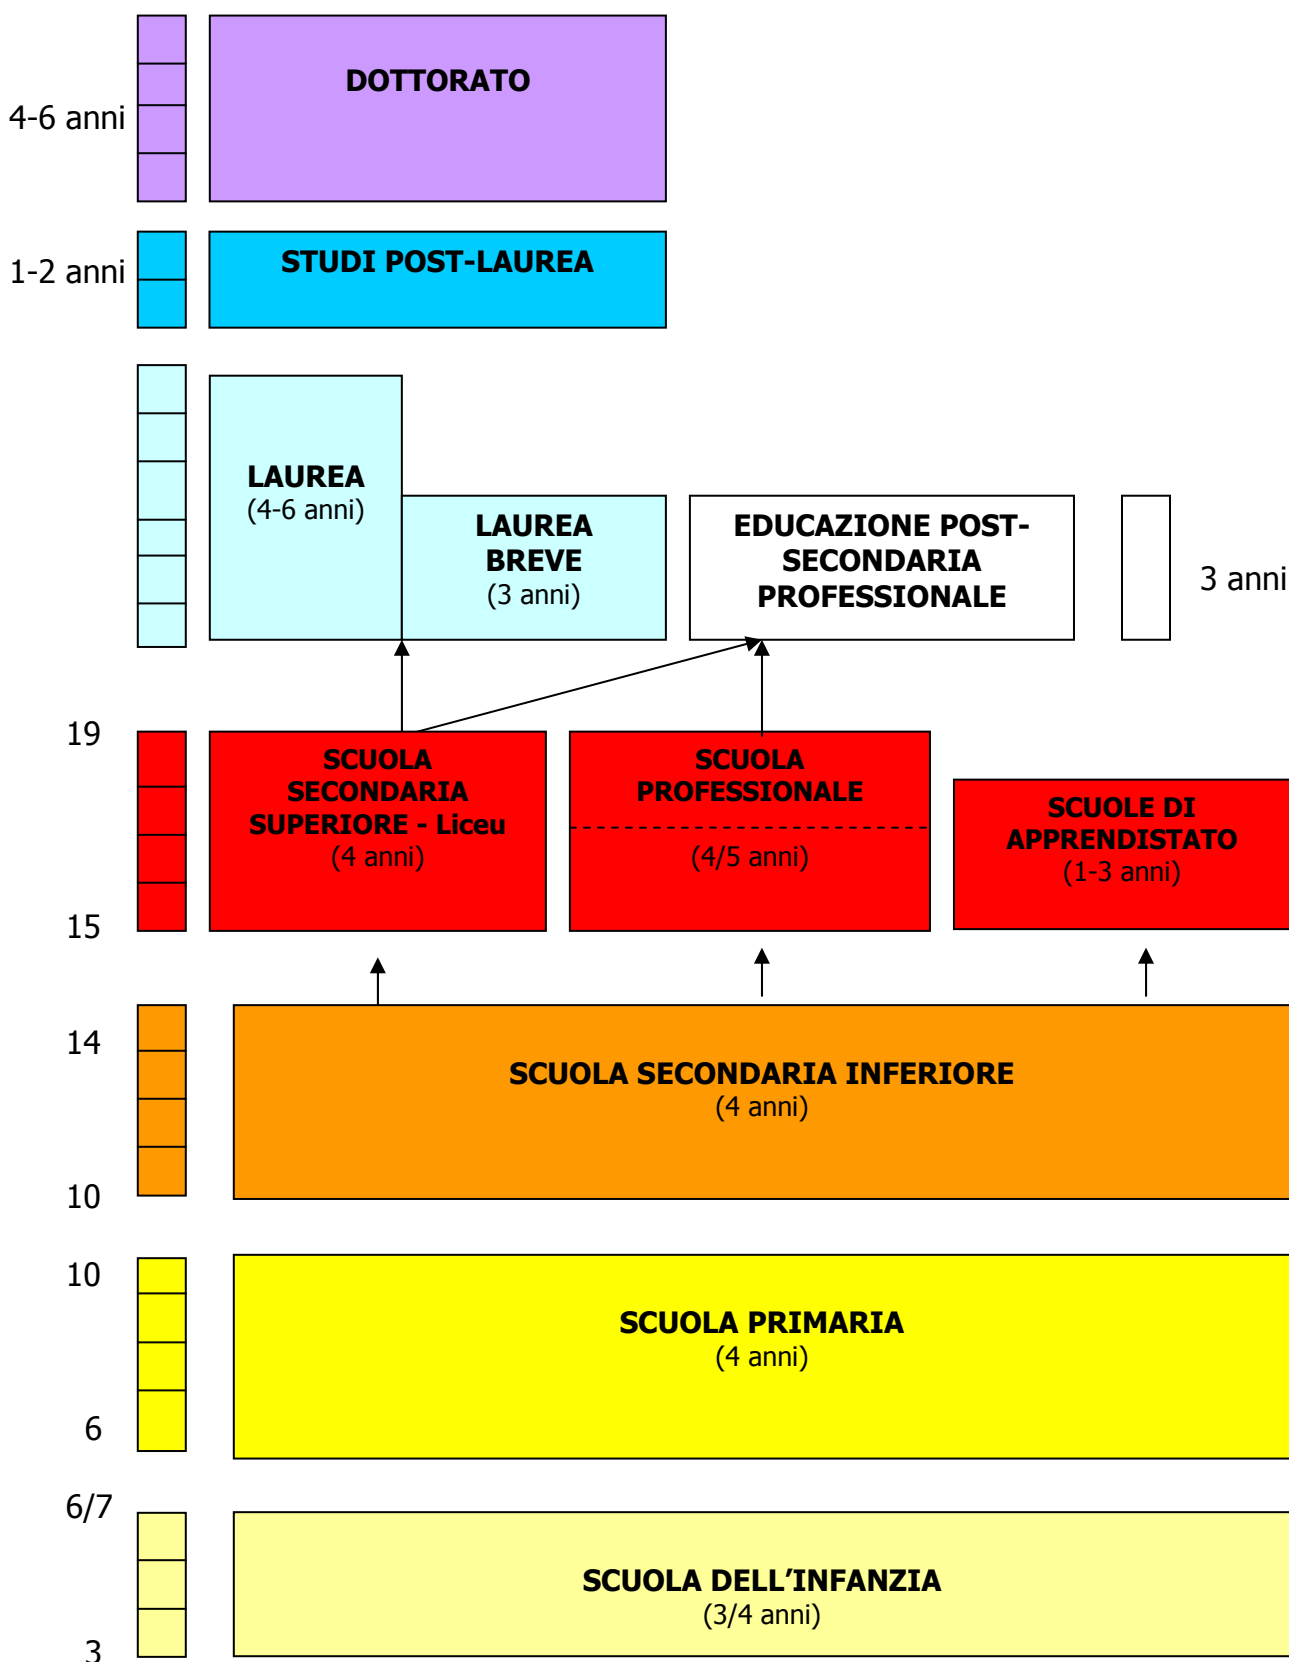 DOTTORATO
4-6 anni
STUDI POST-LAUREA
1-2 anni
LAUREA
(4-6 anni)
LAUREA
BREVE
(3 anni)
EDUCAZIONE POST-
SECONDARIA
PROFESSIONALE
3 anni
19
SCUOLA
SECONDARIA
SUPERIORE - Liceu
(4 anni)
SCUOLA
PROFESSIONALE
(4/5 anni)
SCUOLE DI
APPRENDISTATO
(1-3 anni)
15
14
SCUOLA SECONDARIA INFERIORE
(4 anni)
10
10
SCUOLA PRIMARIA
(4 anni)
6
6/7
SCUOLA DELL'INFANZIA
(3/4 anni)
3